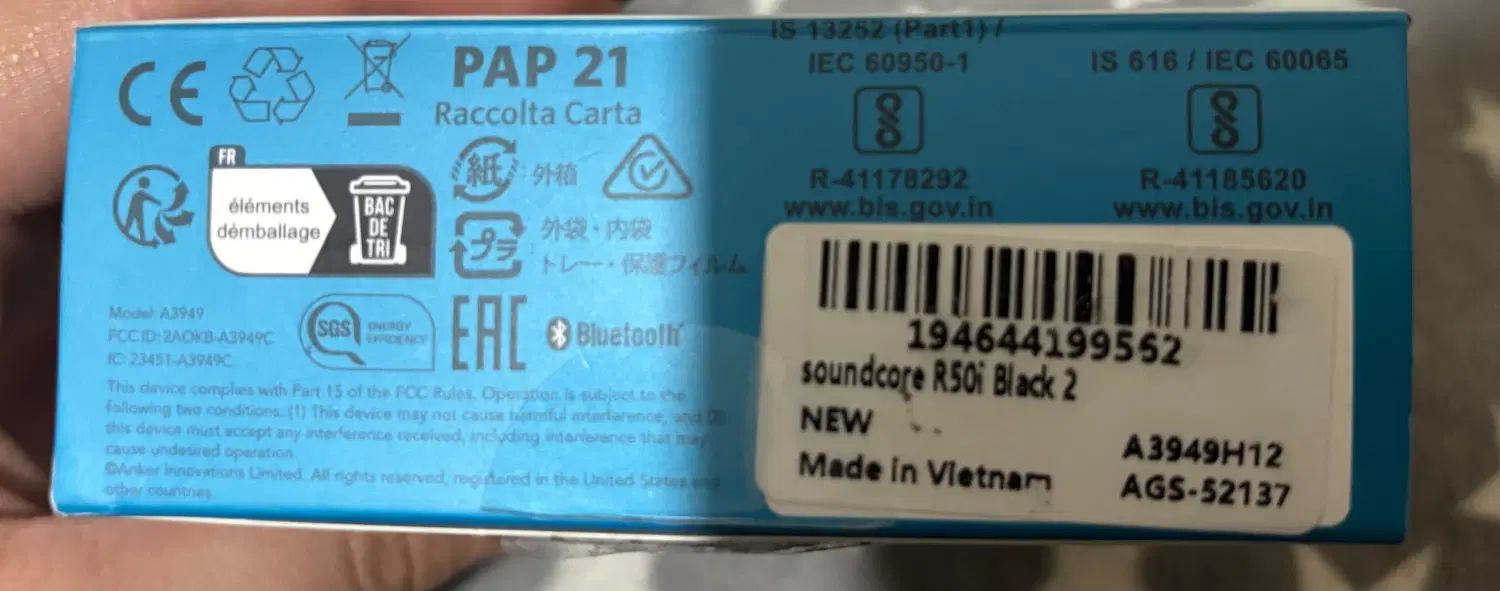 CE
PAP 21
Raccolta Carta
FR
éléments
démballage
BAC
DE
TRI
紙: 外箱
プラ: 外袋・内袋
トレー・保護フィルム
Model: A3949
FCC ID: 2AOKB-A3949C
IC: 23451-A3949C
SGS ENERGY
EFFICIENCY
EAC
Bluetooth
This device complies with Part 15 of the FCC Rules. Operation is subject to the
following two conditions: (1) This device may not cause harmful interference, and (2)
this device must accept any interference received, including interference that may
cause undesired operation.
©Anker Innovations Limited. All rights reserved, registered in the United States and
other countries.
IS 13252 (Part1) /
IEC 60950-1
R-41178292
www.bis.gov.in
IS 616 / IEC 60065
R-41185620
www.bis.gov.in
194644199562
soundcore R50i Black 2
NEW
Made in Vietnam
A3949H12
AGS-52137